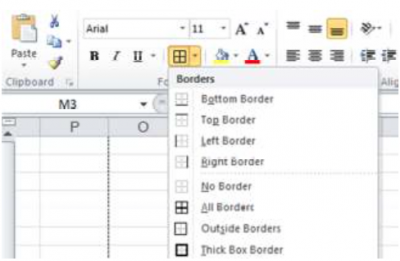 Arial 11 A A
Paste B I U A
Clipboard Fo Alig
M3
P O
Borders
Bottom Border
Top Border
Left Border
Right Border
No Border
All Borders
Outside Borders
Thick Box Border